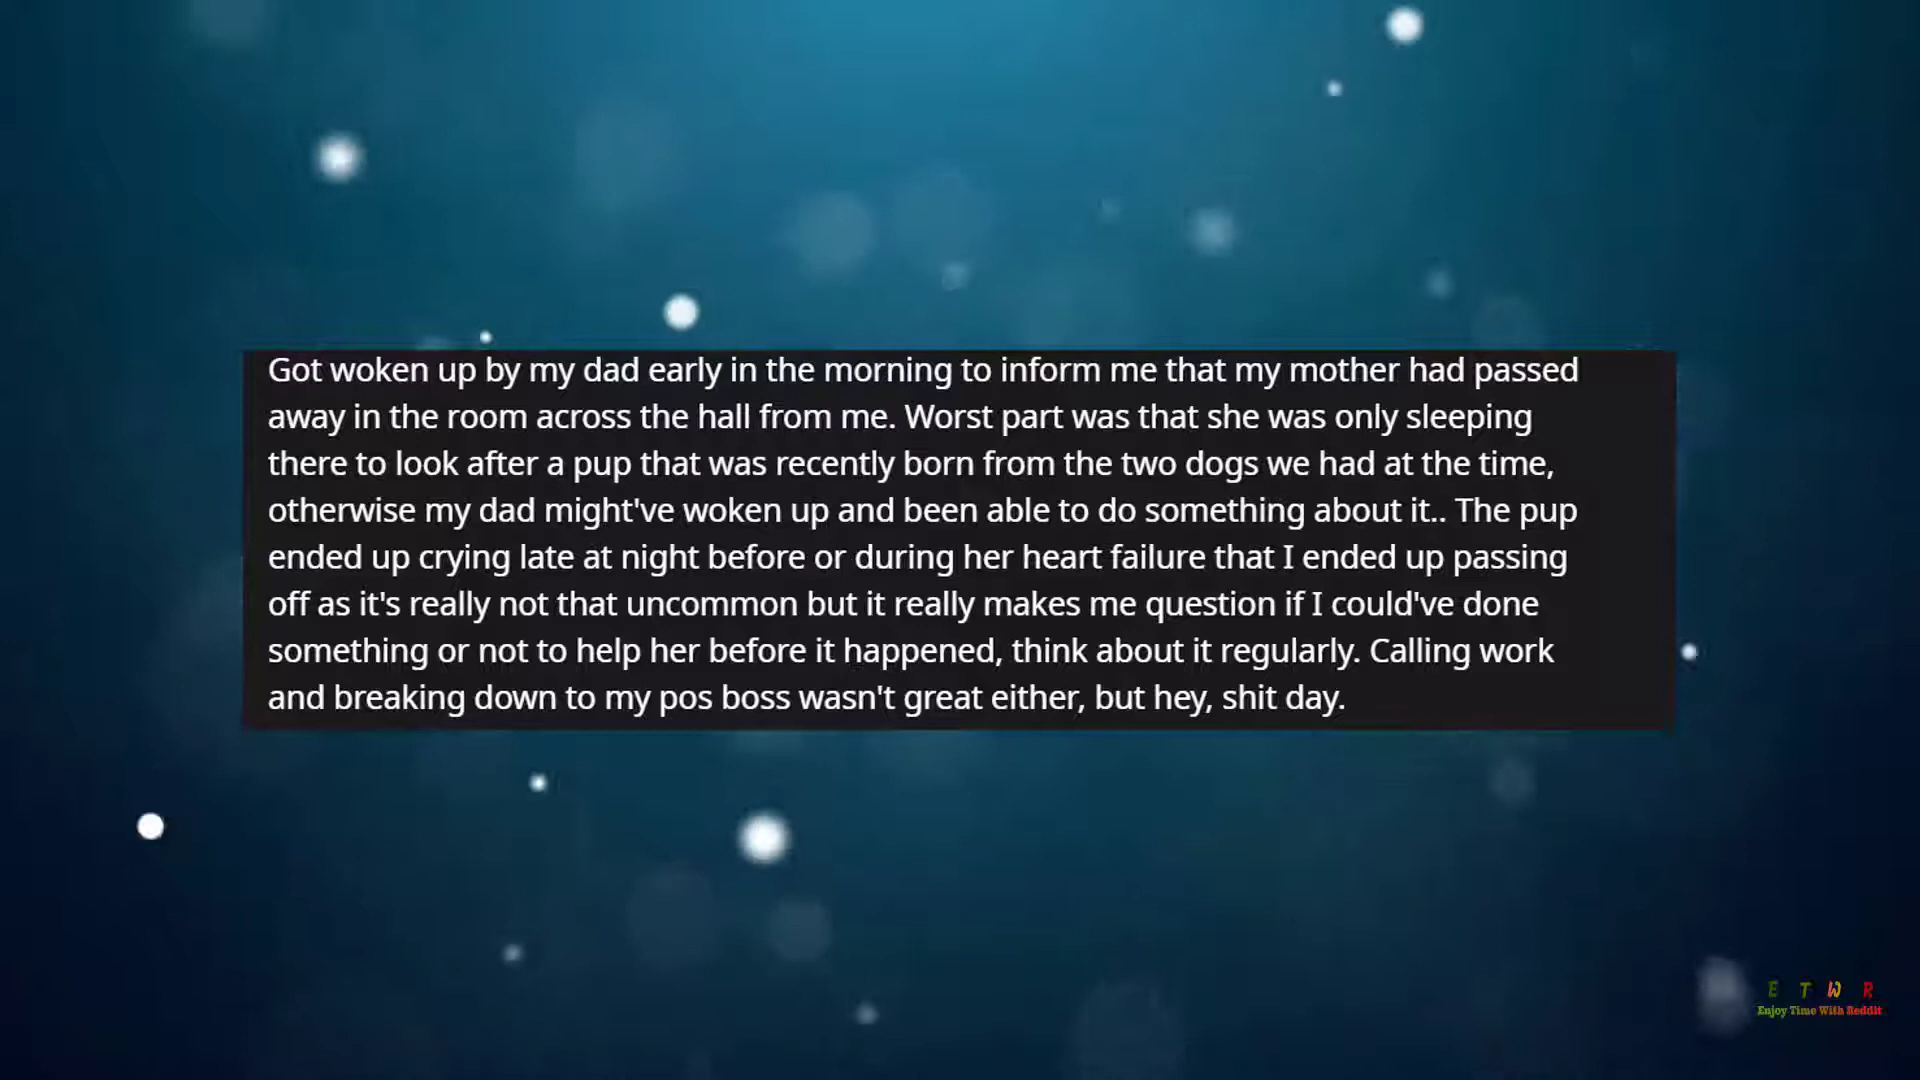 Got woken up by my dad early in the morning to inform me that my mother had passed
away in the room across the hall from me. Worst part was that she was only sleeping
there to look after a pup that was recently born from the two dogs we had at the time,
otherwise my dad might've woken up and been able to do something about it.. The pup
ended up crying late at night before or during her heart failure that I ended up passing
off as it's really not that uncommon but it really makes me question if I could've done
something or not to help her before it happened, think about it regularly. Calling work
and breaking down to my pos boss wasn't great either, but hey, shit day.
E T W R
Enjoy Time With Reddit